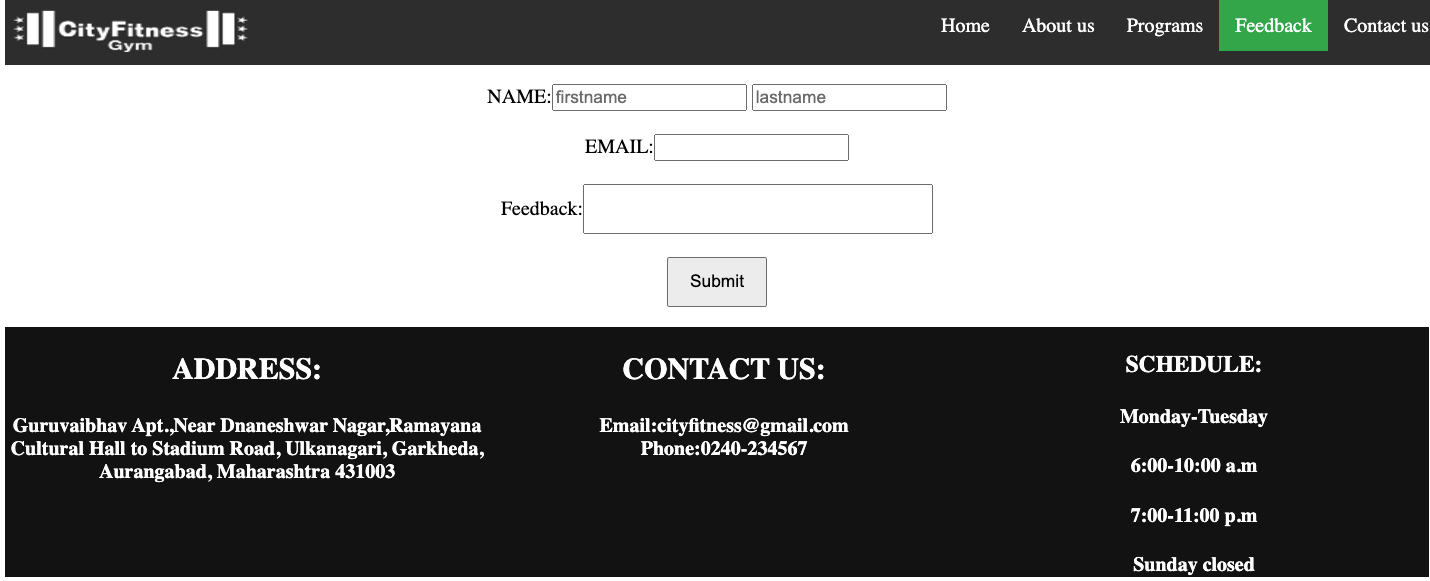 CityFitness
Gym
Home About us Programs Feedback Contact us
NAME: firstname lastname
EMAIL:
Feedback:
Submit
ADDRESS:
Guruvaibhav Apt.,Near Dnaneshwar Nagar,Ramayana
Cultural Hall to Stadium Road, Ulkanagari, Garkheda,
Aurangabad, Maharashtra 431003
CONTACT US:
Email:cityfitness@gmail.com
Phone:0240-234567
SCHEDULE:
Monday-Tuesday
6:00-10:00 a.m
7:00-11:00 p.m
Sunday closed